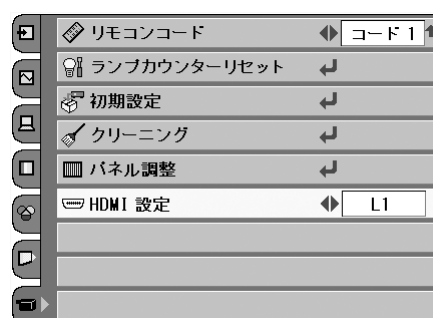 リモコンコード コード 1
ランプカウンターリセット
初期設定
クリーニング
パネル調整
HDMI 設定 L1